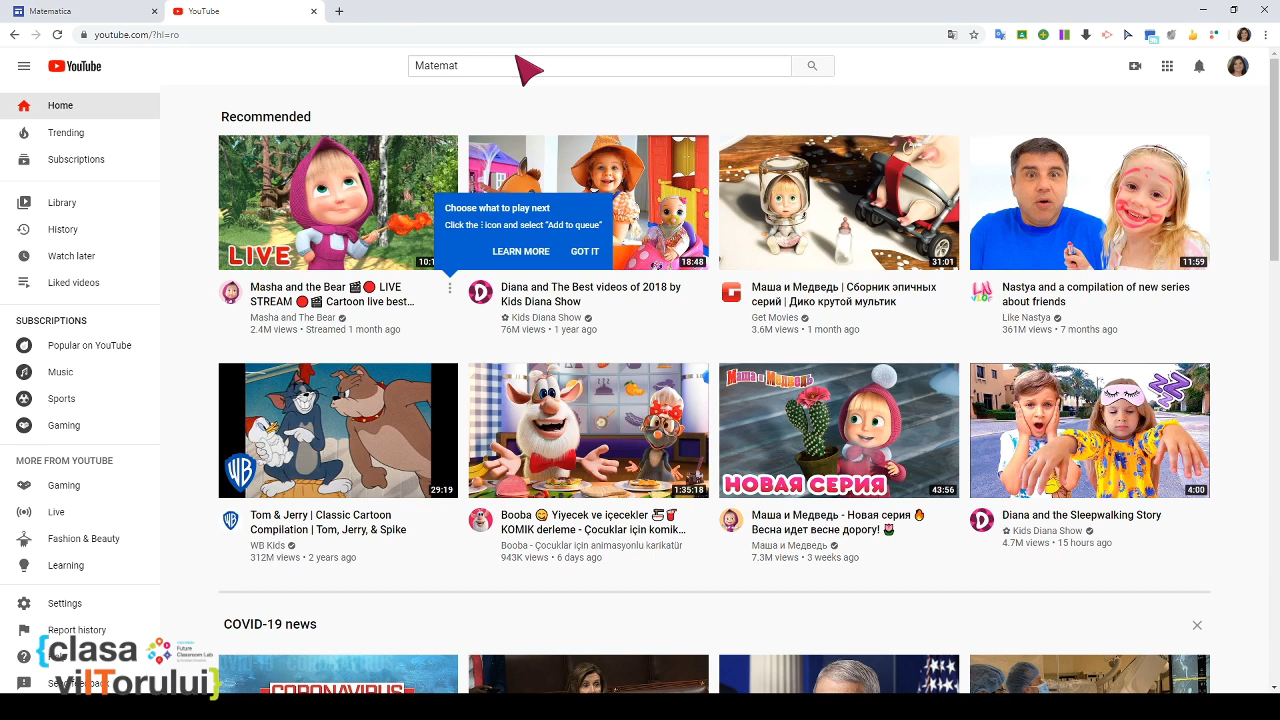 Matematica
YouTube
youtube.com/?hl=ro
YouTube
Matemat
Home
Trending
Subscriptions
Library
History
Watch later
Liked videos
SUBSCRIPTIONS
Popular on YouTube
Music
Sports
Gaming
MORE FROM YOUTUBE
Gaming
Live
Fashion & Beauty
Learning
Settings
Report history
Recommended
LIVE
Choose what to play next
Click the ⋮ icon and select "Add to queue"
LEARN MORE GOT IT
18:48
31:01
11:59
Masha and the Bear 🎬🔴 LIVE
STREAM 🔴🎬 Cartoon live best...
Masha and The Bear
2.4M views • Streamed 1 month ago
Diana and The Best videos of 2018 by
Kids Diana Show
✿ Kids Diana Show
76M views • 1 year ago
Маша и Медведь | Сборник эпичных
серий | Дико крутой мультик
Get Movies
3.6M views • 1 month ago
Nastya and a compilation of new series
about friends
Like Nastya
361M views • 7 months ago
WB
29:19
1:35:18
Маша и Медведь
НОВАЯ СЕРИЯ
43:56
4:00
Tom & Jerry | Classic Cartoon
Compilation | Tom, Jerry, & Spike
WB Kids
312M views • 2 years ago
Booba 😋 Yiyecek ve içecekler 🍜🥤
KOMIK derleme - Çocuklar için komik...
Booba - Çocuklar için animasyonlu karikatür
943K views • 6 days ago
Маша и Медведь - Новая серия 🔥
Весна идет весне дорогу! 🌷
Маша и Медведь
7.3M views • 3 weeks ago
Diana and the Sleepwalking Story
✿ Kids Diana Show
4.7M views • 15 hours ago
COVID-19 news
CORONAVIRUS
{clasa
viITorului}
Future
Classroom Lab